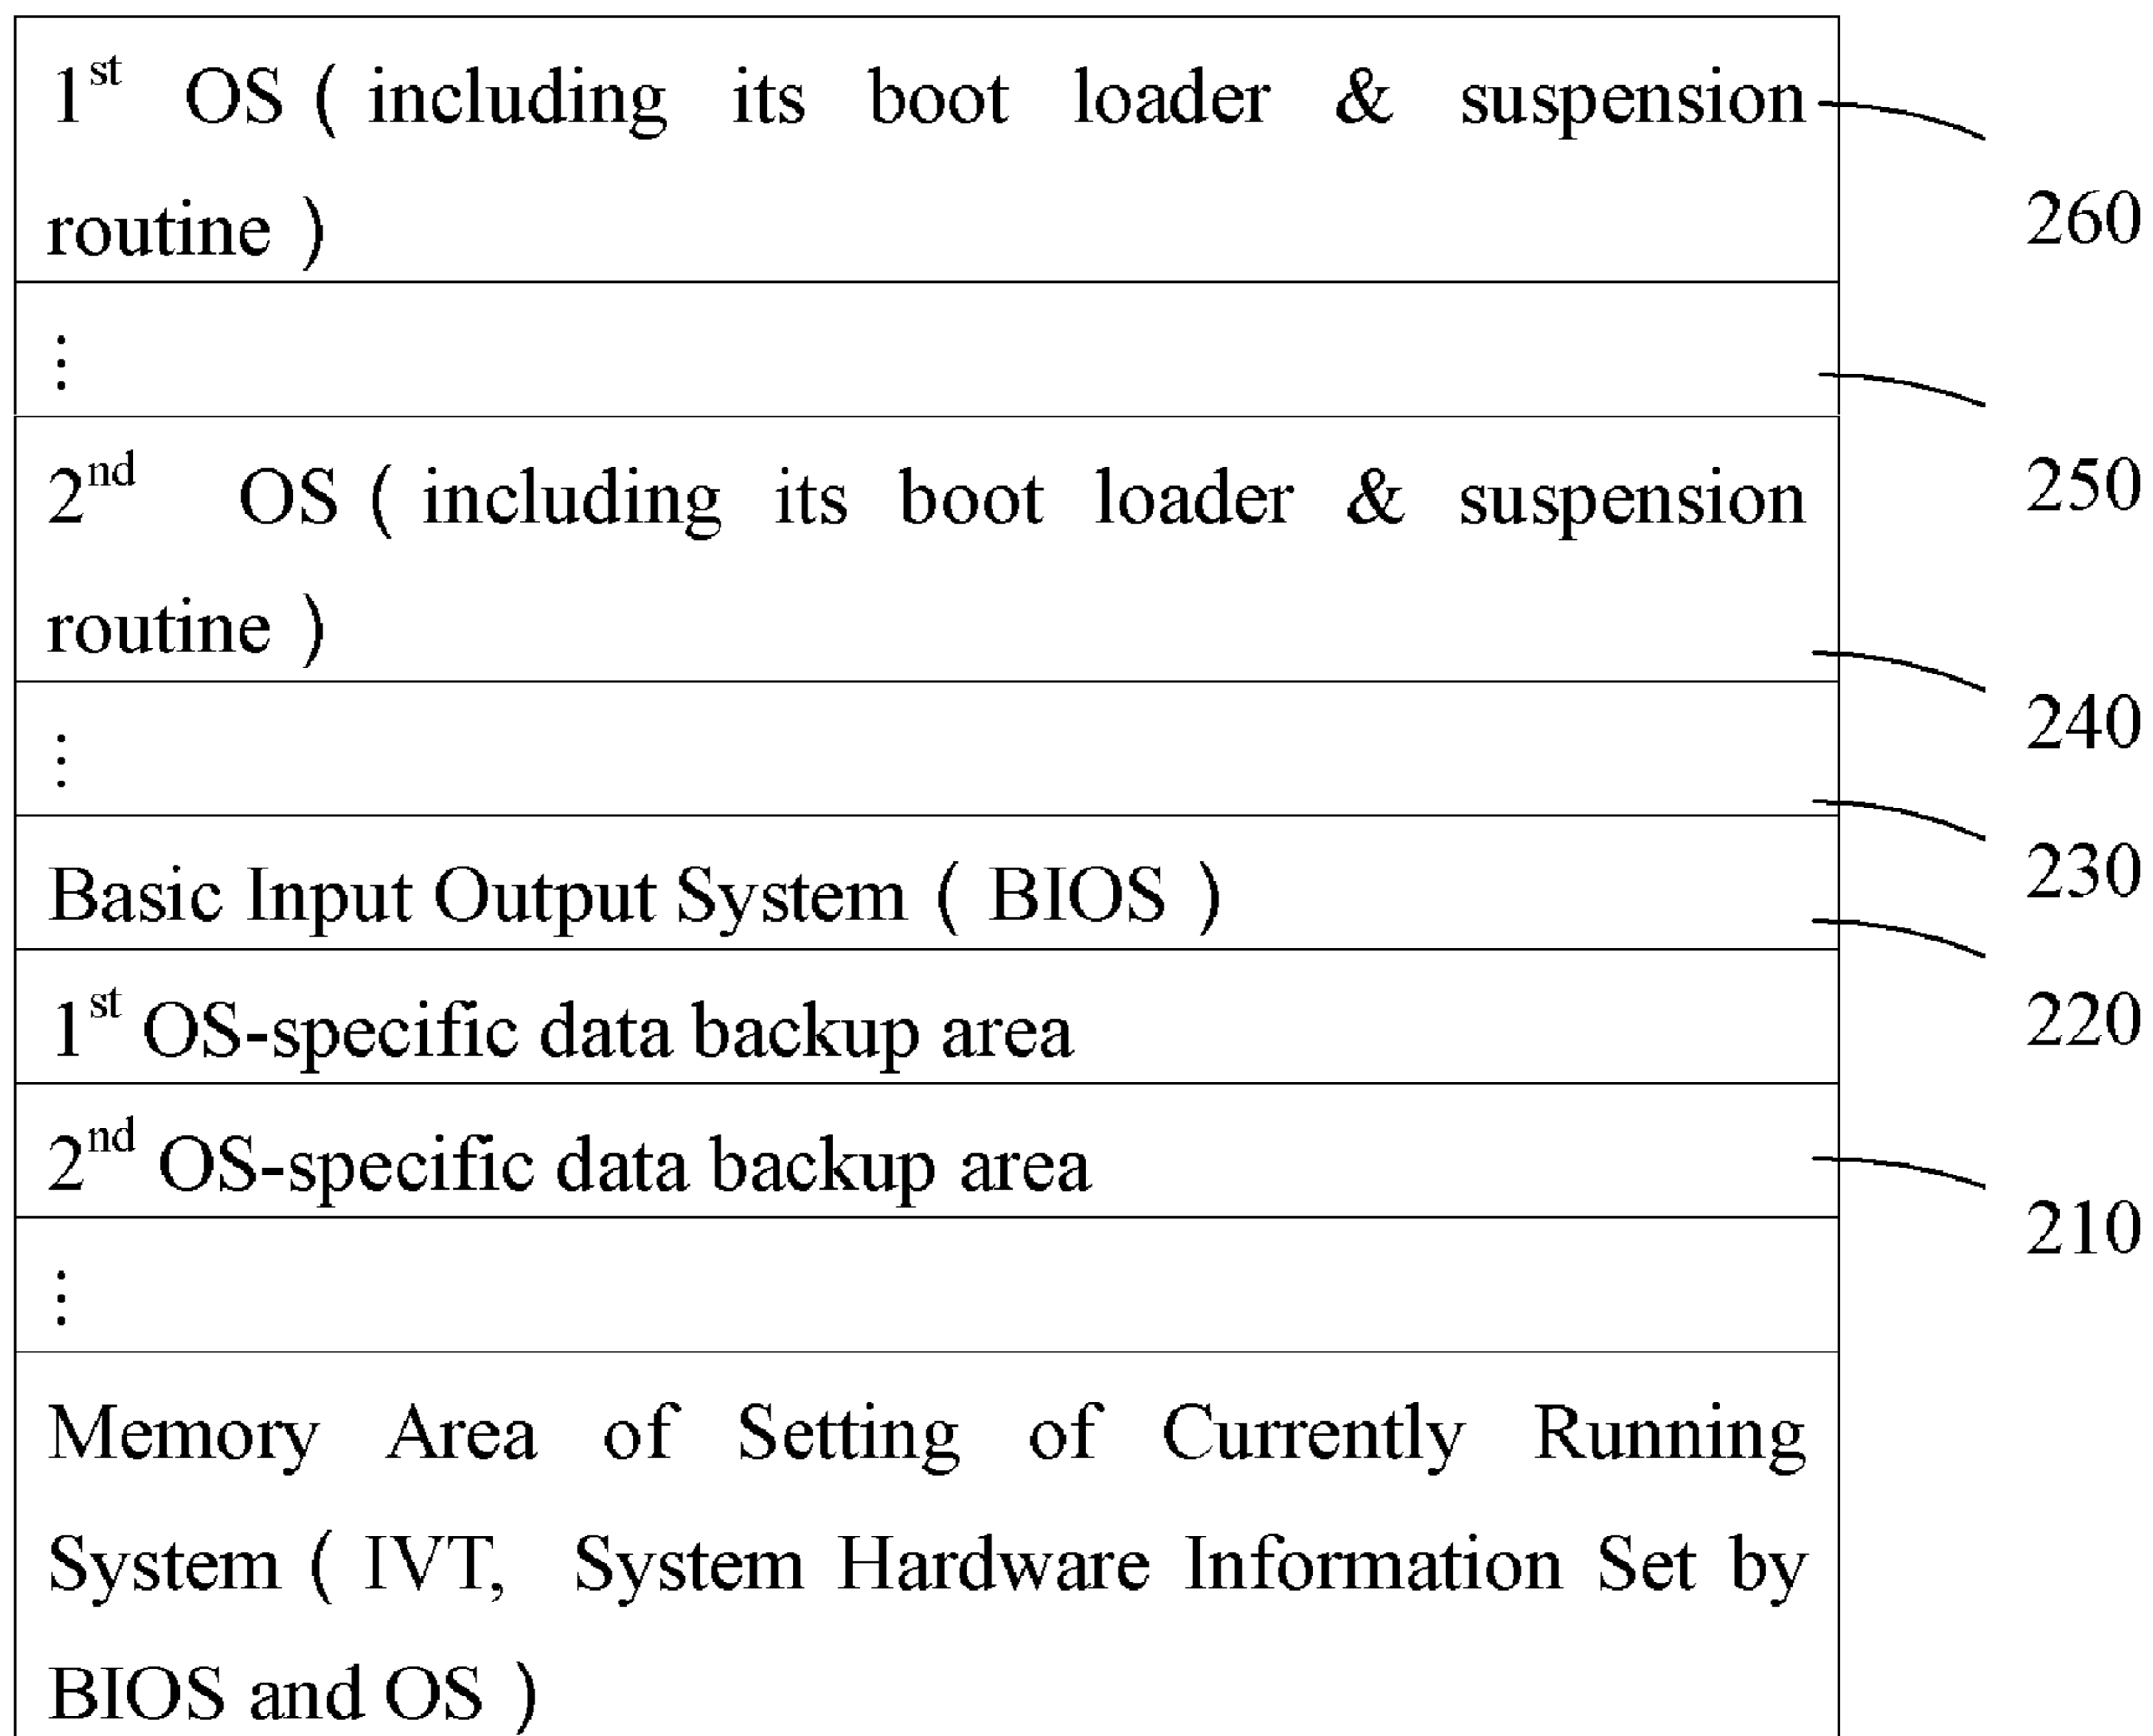 1st OS ( including its boot loader & suspension
routine )
260
⋮
250
2nd OS ( including its boot loader & suspension
routine )
240
⋮
230
Basic Input Output System ( BIOS )
220
1st OS-specific data backup area
2nd OS-specific data backup area
210
⋮
Memory Area of Setting of Currently Running
System ( IVT, System Hardware Information Set by
BIOS and OS )